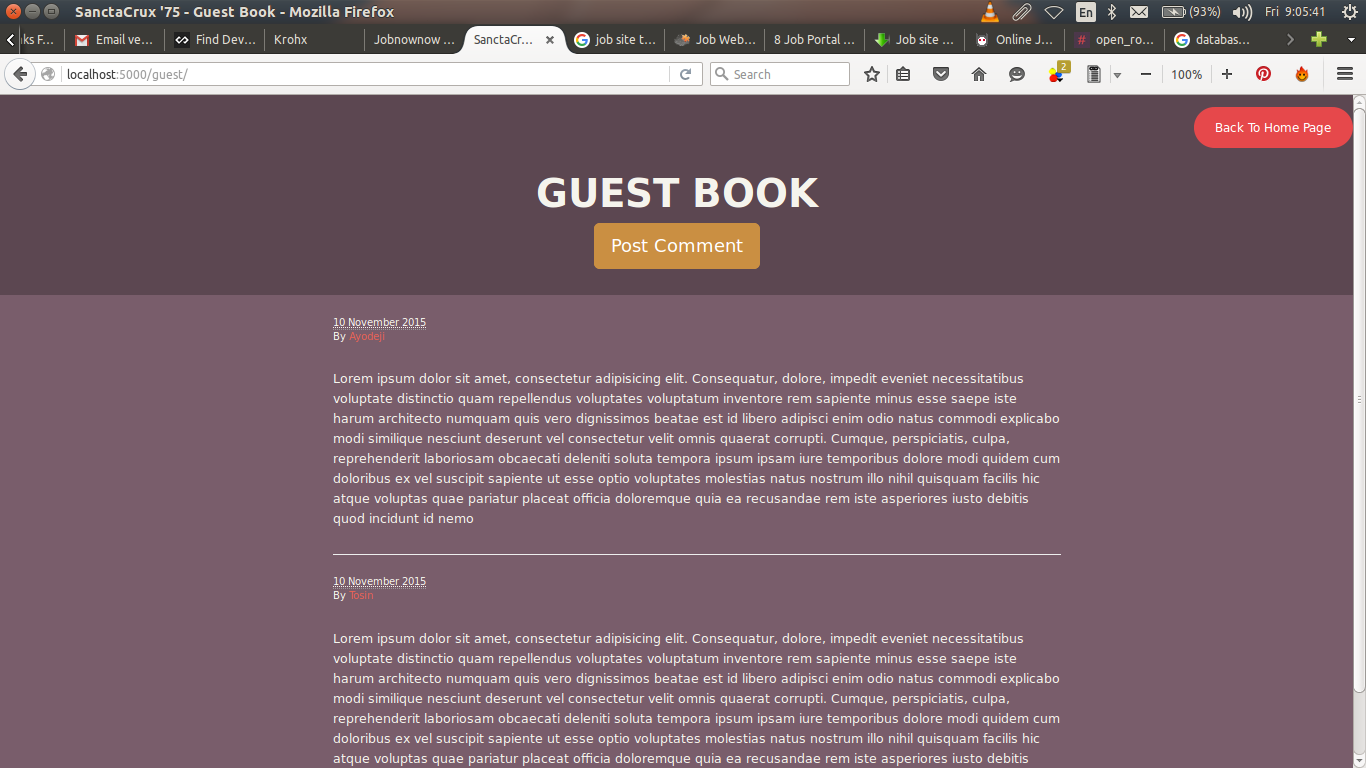 SanctaCrux '75 - Guest Book - Mozilla Firefox
En
(93%)
Fri 9:05:41
ks F...
Email ve...
Find Dev...
Krohx
Jobnownow ...
SanctaCr...
job site t...
Job Web...
8 Job Portal ...
Job site ...
Online J...
open_ro...
databas...
localhost:5000/guest/
Search
2
100%
Back To Home Page
GUEST BOOK
Post Comment
10 November 2015
By Ayodeji
Lorem ipsum dolor sit amet, consectetur adipisicing elit. Consequatur, dolore, impedit eveniet necessitatibus
voluptate distinctio quam repellendus voluptates voluptatum inventore rem sapiente minus esse saepe iste
harum architecto numquam quis vero dignissimos beatae est id libero adipisci enim odio natus commodi explicabo
modi similique nesciunt deserunt vel consectetur velit omnis quaerat corrupti. Cumque, perspiciatis, culpa,
reprehenderit laboriosam obcaecati deleniti soluta tempora ipsum ipsam iure temporibus dolore modi quidem cum
doloribus ex vel suscipit sapiente ut esse optio voluptates molestias natus nostrum illo nihil quisquam facilis hic
atque voluptas quae pariatur placeat officia doloremque quia ea recusandae rem iste asperiores iusto debitis
quod incidunt id nemo
10 November 2015
By Tosin
Lorem ipsum dolor sit amet, consectetur adipisicing elit. Consequatur, dolore, impedit eveniet necessitatibus
voluptate distinctio quam repellendus voluptates voluptatum inventore rem sapiente minus esse saepe iste
harum architecto numquam quis vero dignissimos beatae est id libero adipisci enim odio natus commodi explicabo
modi similique nesciunt deserunt vel consectetur velit omnis quaerat corrupti. Cumque, perspiciatis, culpa,
reprehenderit laboriosam obcaecati deleniti soluta tempora ipsum ipsam iure temporibus dolore modi quidem cum
doloribus ex vel suscipit sapiente ut esse optio voluptates molestias natus nostrum illo nihil quisquam facilis hic
atque voluptas quae pariatur placeat officia doloremque quia ea recusandae rem iste asperiores iusto debitis